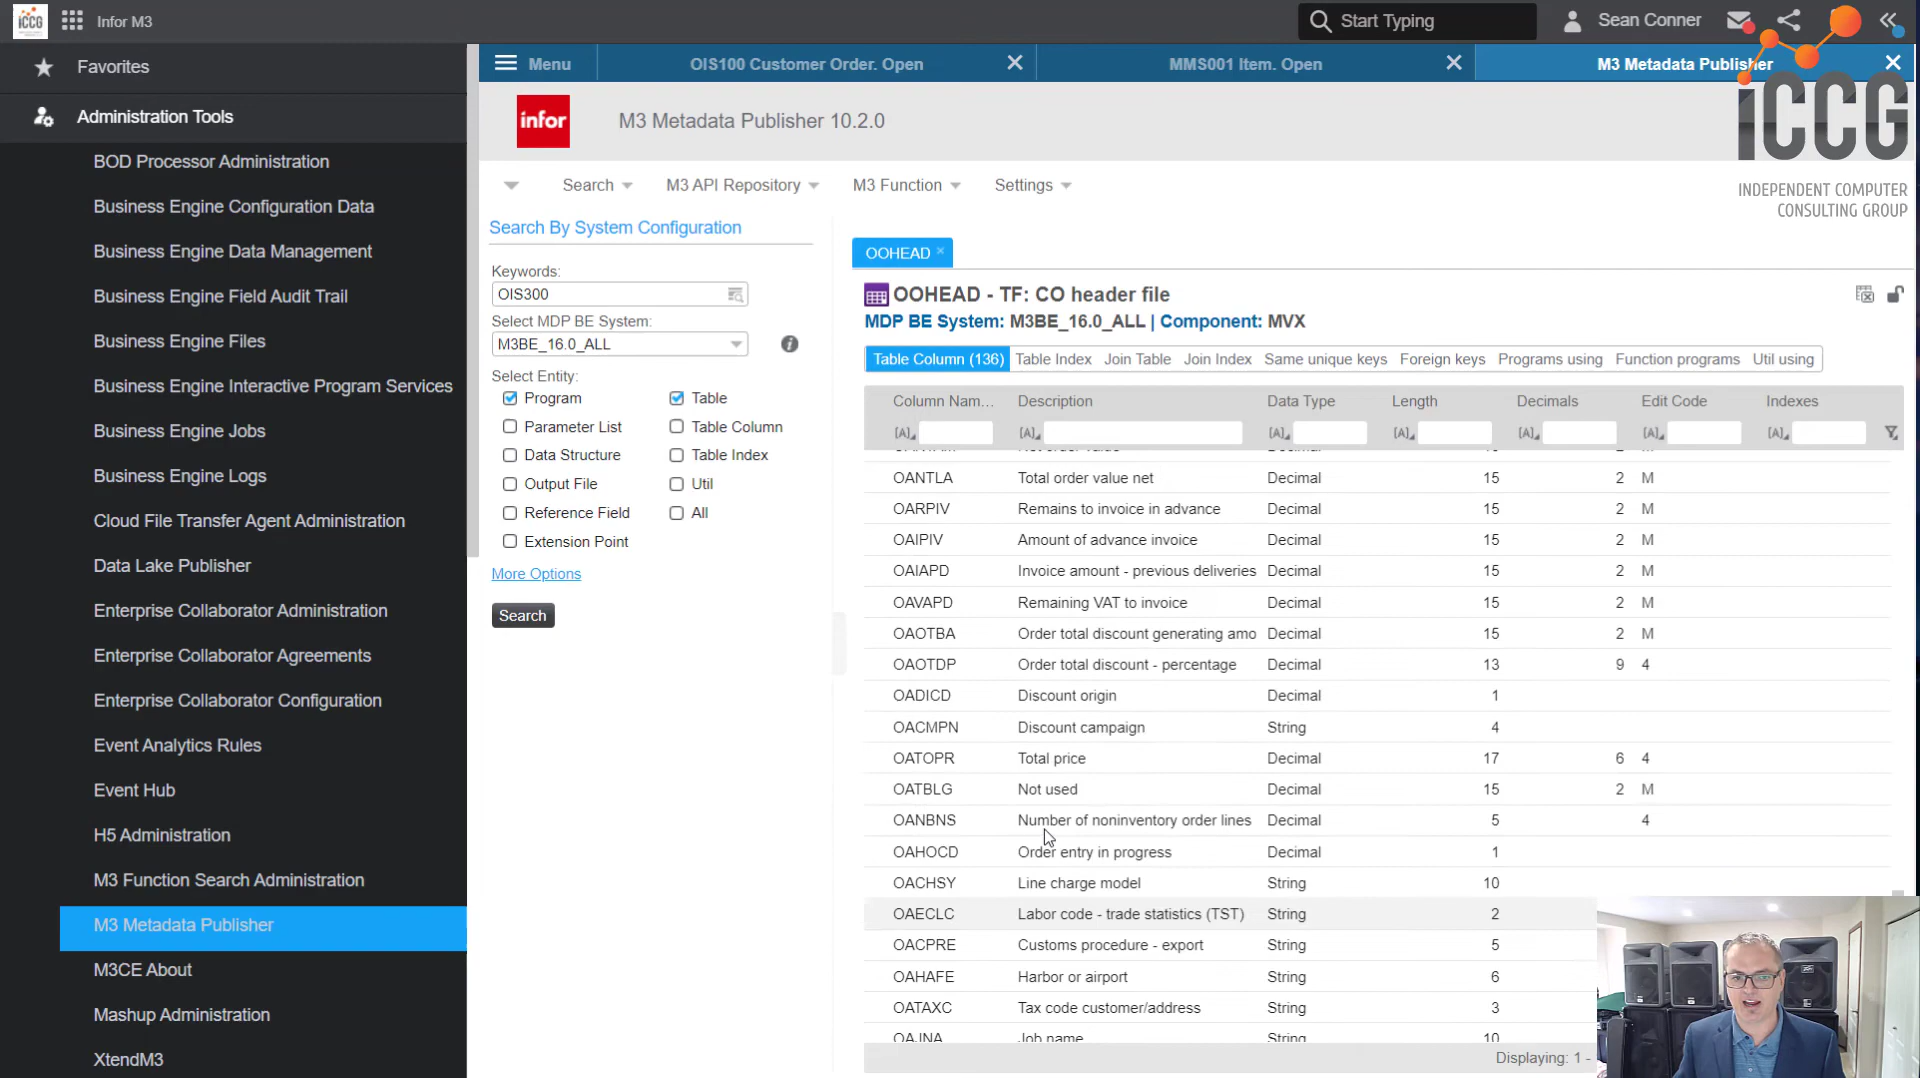 iCCG
Infor M3
Start Typing
Sean Conner
Favorites
Administration Tools
BOD Processor Administration
Business Engine Configuration Data
Business Engine Data Management
Business Engine Field Audit Trail
Business Engine Files
Business Engine Interactive Program Services
Business Engine Jobs
Business Engine Logs
Cloud File Transfer Agent Administration
Data Lake Publisher
Enterprise Collaborator Administration
Enterprise Collaborator Agreements
Enterprise Collaborator Configuration
Event Analytics Rules
Event Hub
H5 Administration
M3 Function Search Administration
M3 Metadata Publisher
M3CE About
Mashup Administration
XtendM3
Menu
OIS100 Customer Order. Open
MMS001 Item. Open
M3 Metadata Publisher
infor
M3 Metadata Publisher 10.2.0
iCCG
INDEPENDENT COMPUTER
CONSULTING GROUP
Search
M3 API Repository
M3 Function
Settings
Search By System Configuration
Keywords:
OIS300
Select MDP BE System:
M3BE_16.0_ALL
Select Entity:
Program
Table
Parameter List
Table Column
Data Structure
Table Index
Output File
Util
Reference Field
All
Extension Point
More Options
Search
OOHEAD
OOHEAD - TF: CO header file
MDP BE System: M3BE_16.0_ALL | Component: MVX
Table Column (136) Table Index Join Table Join Index Same unique keys Foreign keys Programs using Function programs Util using
Column Nam... Description Data Type Length Decimals Edit Code Indexes
[A] [A] [A] [A] [A] [A] [A]
OANTLA Total order value net Decimal 15 2 M
OARPIV Remains to invoice in advance Decimal 15 2 M
OAIPIV Amount of advance invoice Decimal 15 2 M
OAIAPD Invoice amount - previous deliveries Decimal 15 2 M
OAVAPD Remaining VAT to invoice Decimal 15 2 M
OAOTBA Order total discount generating amo Decimal 15 2 M
OAOTDP Order total discount - percentage Decimal 13 9 4
OADICD Discount origin Decimal 1
OACMPN Discount campaign String 4
OATOPR Total price Decimal 17 6 4
OATBLG Not used Decimal 15 2 M
OANBNS Number of noninventory order lines Decimal 5 4
OAHOCD Order entry in progress Decimal 1
OACHSY Line charge model String 10
OAECLC Labor code - trade statistics (TST) String 2
OACPRE Customs procedure - export String 5
OAHAFE Harbor or airport String 6
OATAXC Tax code customer/address String 3
OAJNA Job name String 10
Displaying: 1 -